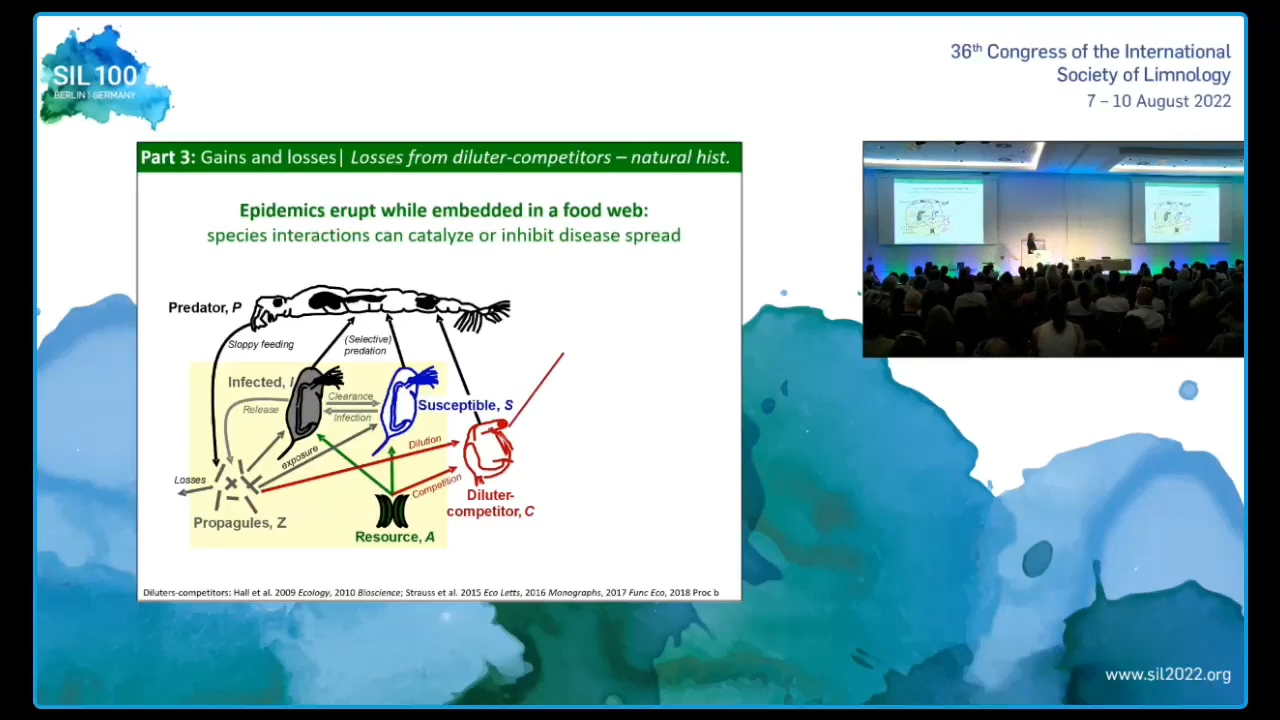 SIL 100
BERLIN | GERMANY
36th Congress of the International
Society of Limnology
7 – 10 August 2022
Part 3: Gains and losses| Losses from diluter-competitors – natural hist.
Epidemics erupt while embedded in a food web:
species interactions can catalyze or inhibit disease spread
Predator, P
Sloppy feeding
(Selective)
predation
Infected, I
Release
Clearance
Infection
Susceptible, S
exposure
Dilution
Losses
Competition
Propagules, Z
Resource, A
Diluter-
competitor, C
Diluters-competitors: Hall et al. 2009 Ecology, 2010 Bioscience; Strauss et al. 2015 Eco Letts, 2016 Monographs, 2017 Func Eco, 2018 Proc b
www.sil2022.org